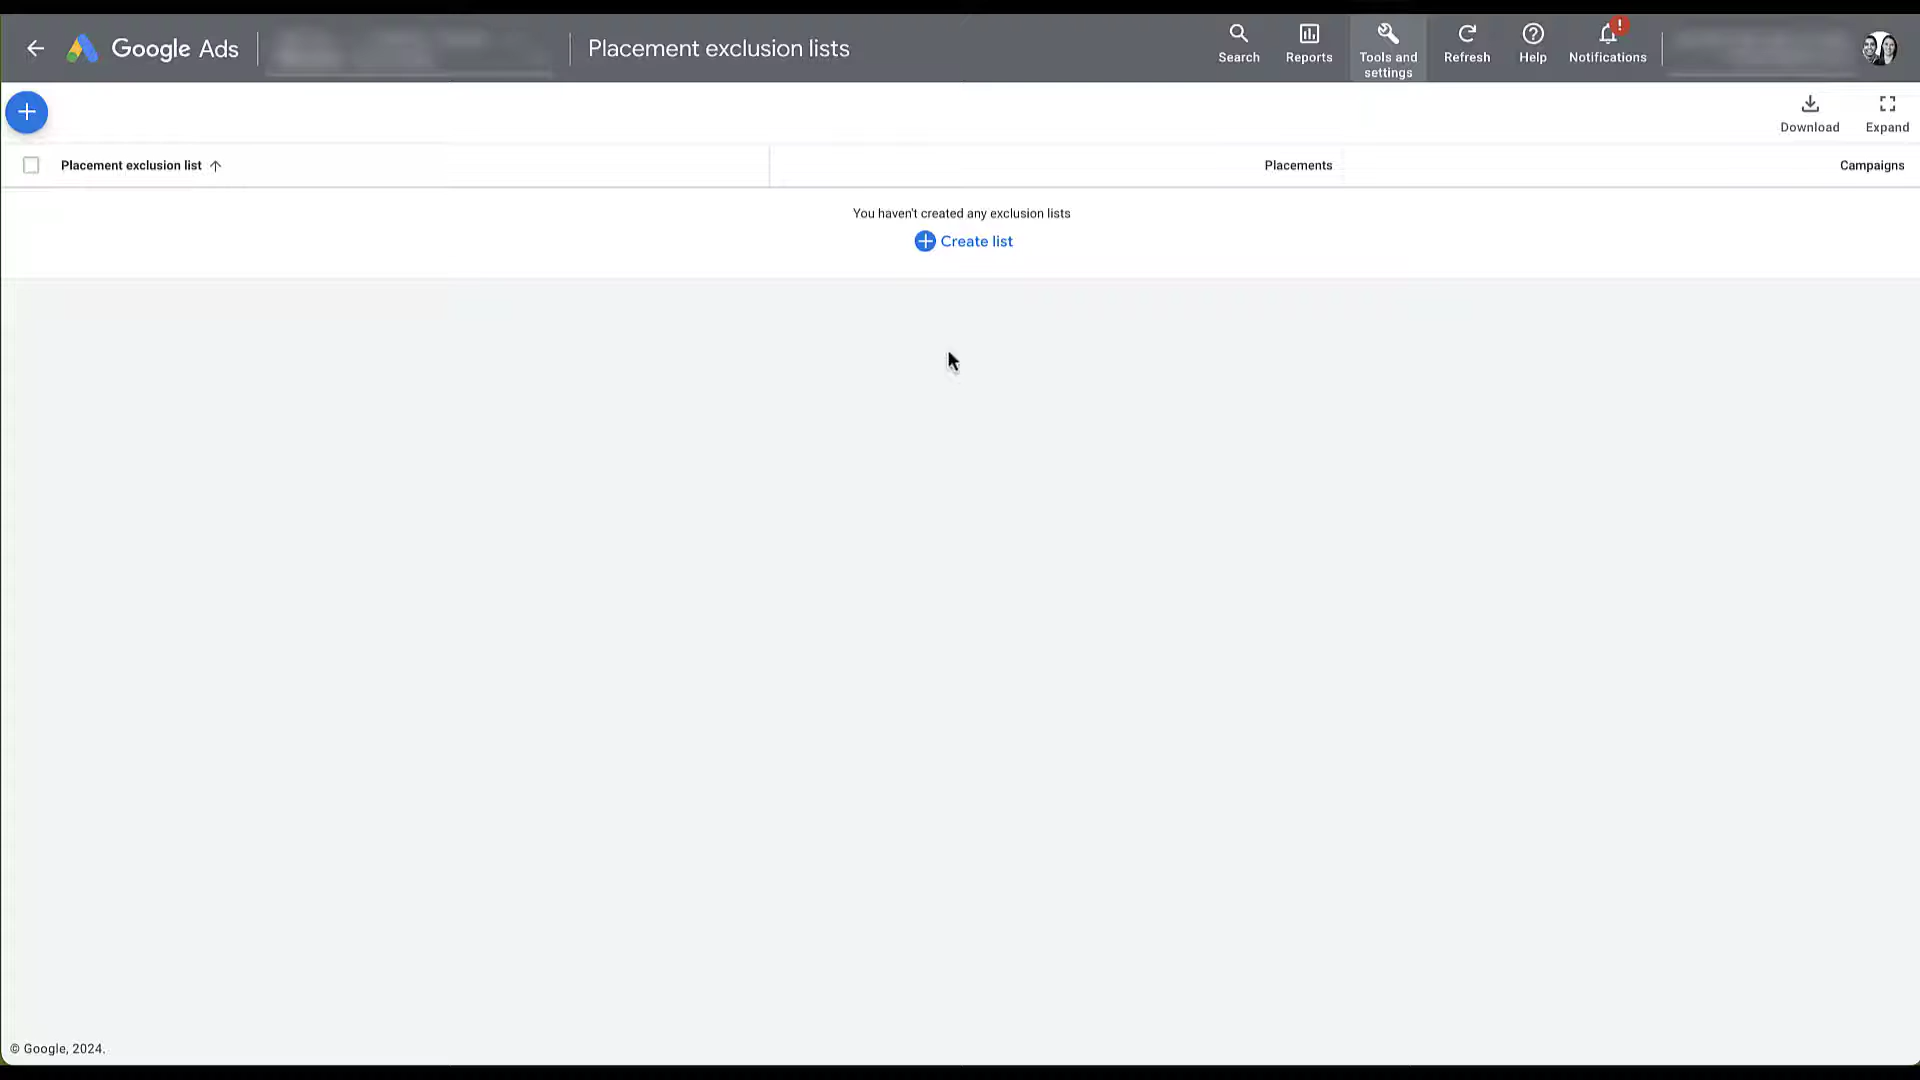 Google Ads
Placement exclusion lists
Search
Reports
Tools and
settings
Refresh
Help
Notifications
!
Download
Expand
Placement exclusion list
Placements
Campaigns
You haven't created any exclusion lists
Create list
© Google, 2024.